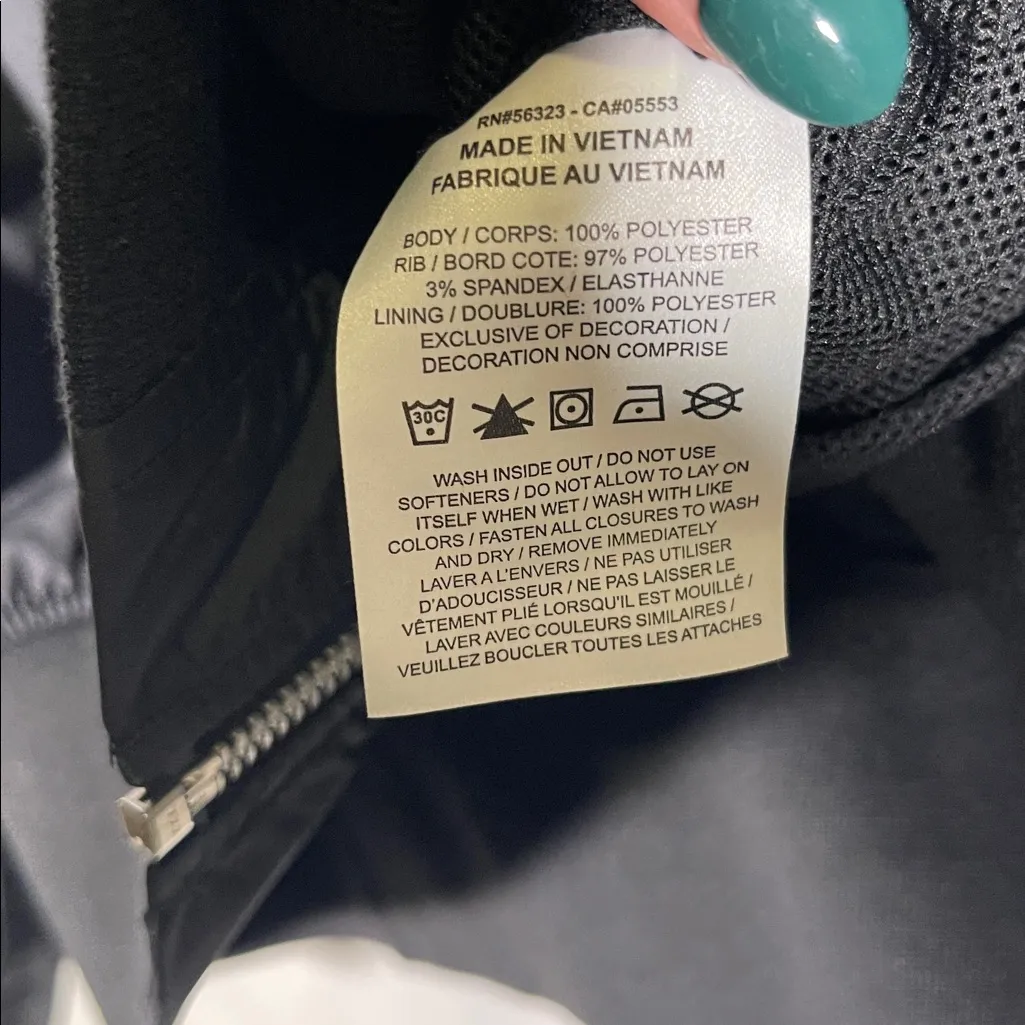 RN#56323 - CA#05553
MADE IN VIETNAM
FABRIQUE AU VIETNAM
BODY / CORPS: 100% POLYESTER
RIB / BORD COTE: 97% POLYESTER
3% SPANDEX / ELASTHANNE
LINING / DOUBLURE: 100% POLYESTER
EXCLUSIVE OF DECORATION /
DECORATION NON COMPRISE
30C
WASH INSIDE OUT / DO NOT USE
SOFTENERS / DO NOT ALLOW TO LAY ON
ITSELF WHEN WET / WASH WITH LIKE
COLORS / FASTEN ALL CLOSURES TO WASH
AND DRY / REMOVE IMMEDIATELY
LAVER A L'ENVERS / NE PAS UTILISER
D'ADOUCISSEUR / NE PAS LAISSER LE
VÊTEMENT PLIÉ LORSQU'IL EST MOUILLÉ /
LAVER AVEC COULEURS SIMILAIRES /
VEUILLEZ BOUCLER TOUTES LES ATTACHES